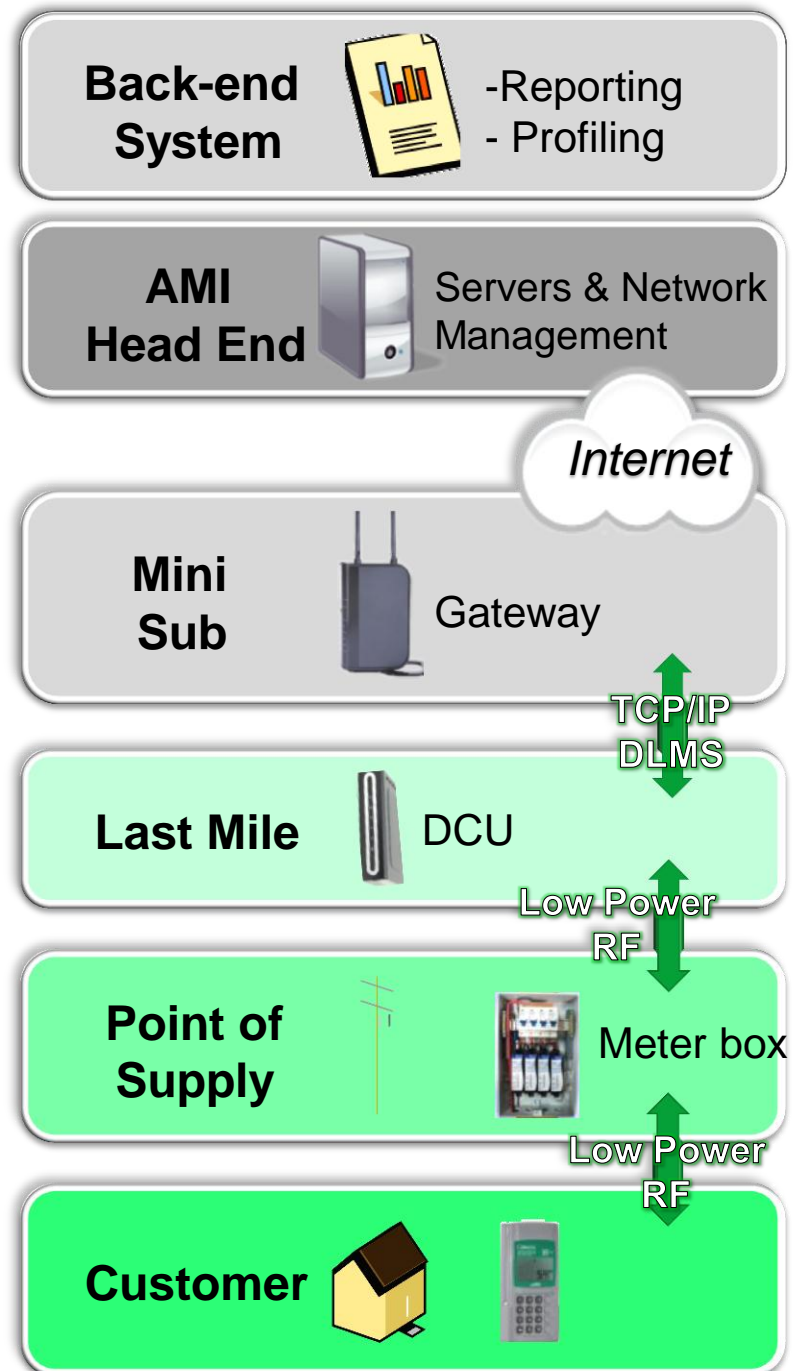 Back-end
System
-Reporting
- Profiling
AMI
Head End
Servers & Network
Management
Internet
Mini
Sub
Gateway
TCP/IP
DLMS
Last Mile
DCU
Low Power
RF
Point of
Supply
Meter box
Low Power
RF
Customer